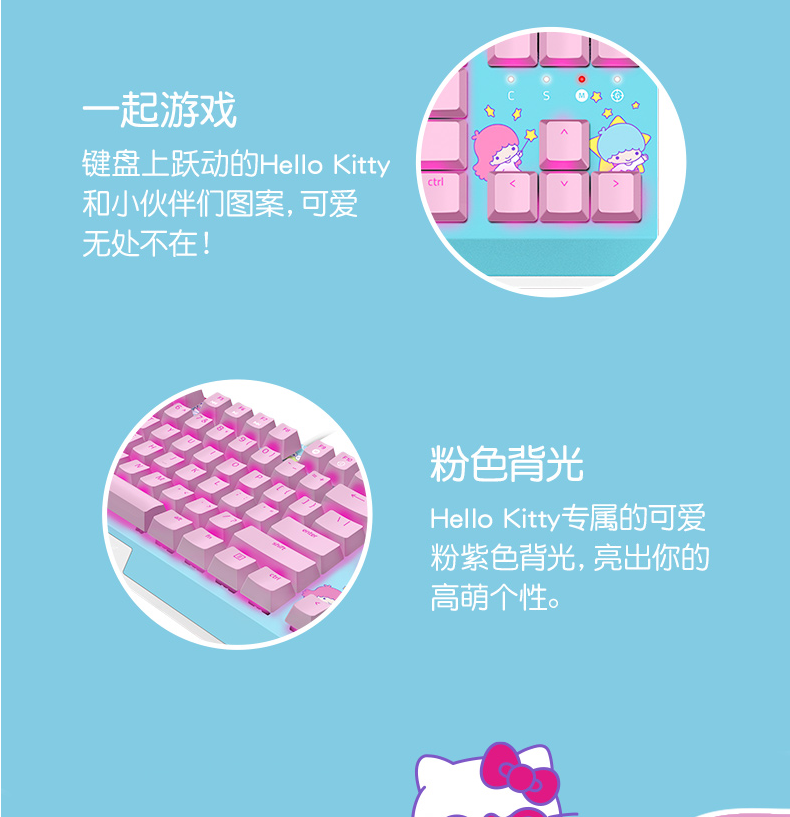 一起游戏
键盘上跃动的Hello Kitty
和小伙伴们图案，可爱
无处不在！
C S M
ctrl
粉色背光
Hello Kitty专属的可爱
粉紫色背光，亮出你的
高萌个性。
enter
shift
ctrl